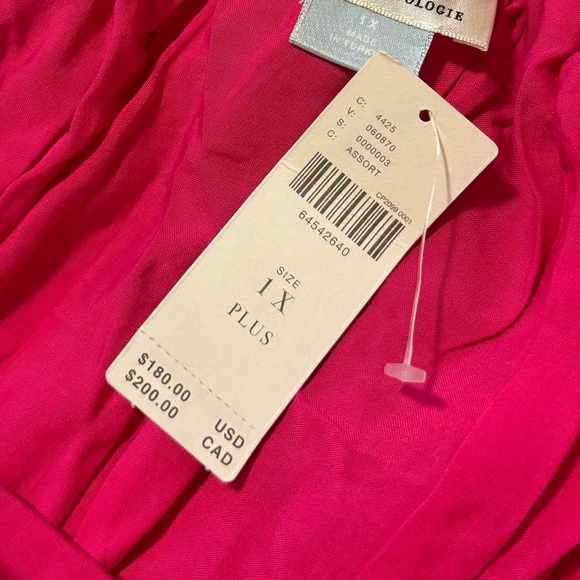 OLOGIE
1X
MADE
IN TURK
C: 4425
V: 060870
S: 0000003
C: ASSORT
CP2099 0001
64542640
SIZE
1X
PLUS
$180.00 USD
$200.00 CAD